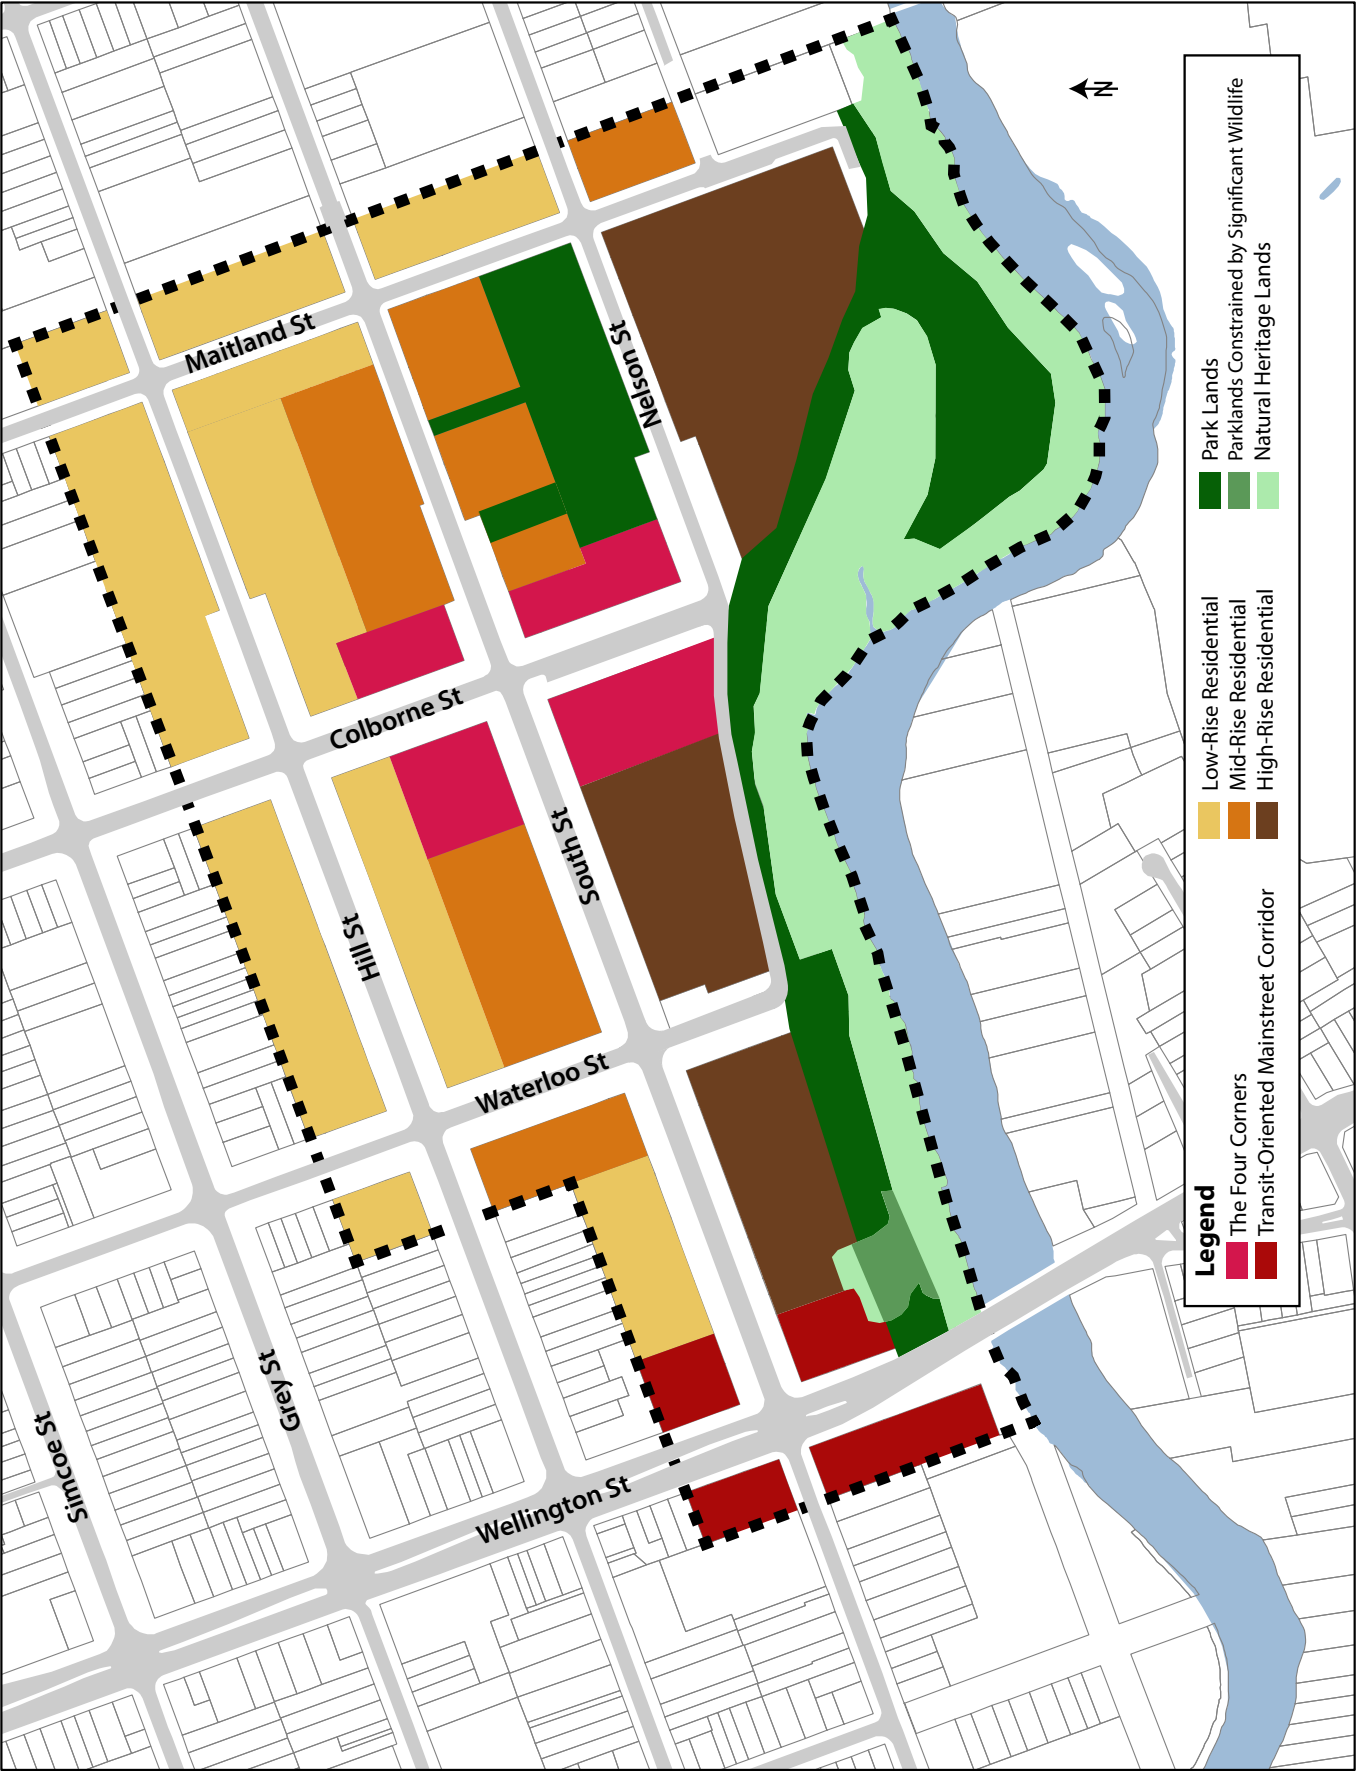 Maitland St
Nelson St
Colborne St
South St
Hill St
Waterloo St
Grey St
Simcoe St
Wellington St
N
Legend
The Four Corners
Transit-Oriented Mainstreet Corridor
Low-Rise Residential
Mid-Rise Residential
High-Rise Residential
Park Lands
Parklands Constrained by Significant Wildlife
Natural Heritage Lands